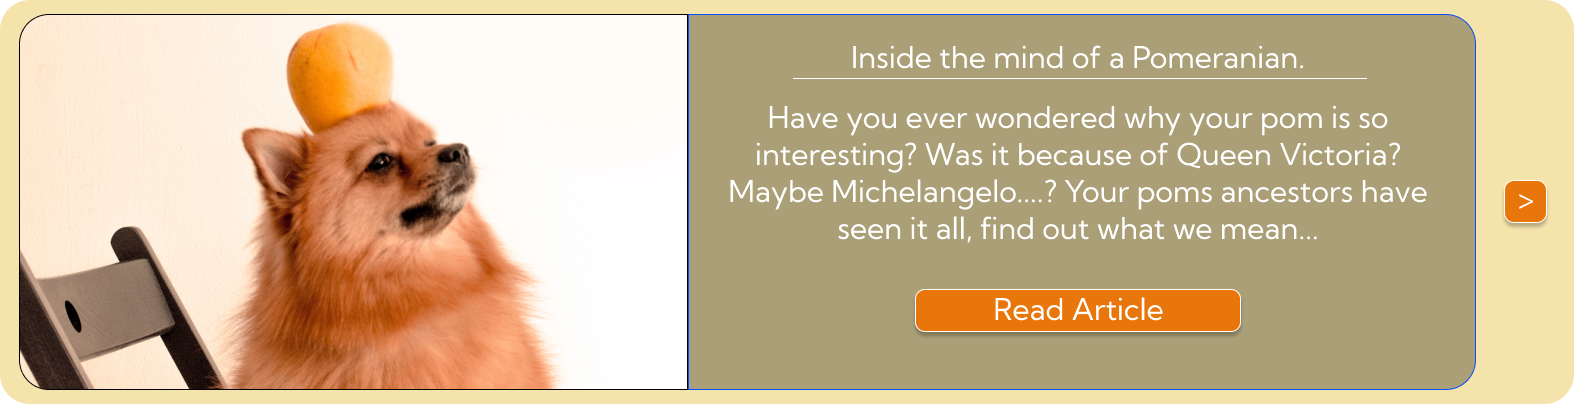 Inside the mind of a Pomeranian.
Have you ever wondered why your pom is so
interesting? Was it because of Queen Victoria?
Maybe Michelangelo....? Your poms ancestors have
seen it all, find out what we mean...
>
Read Article